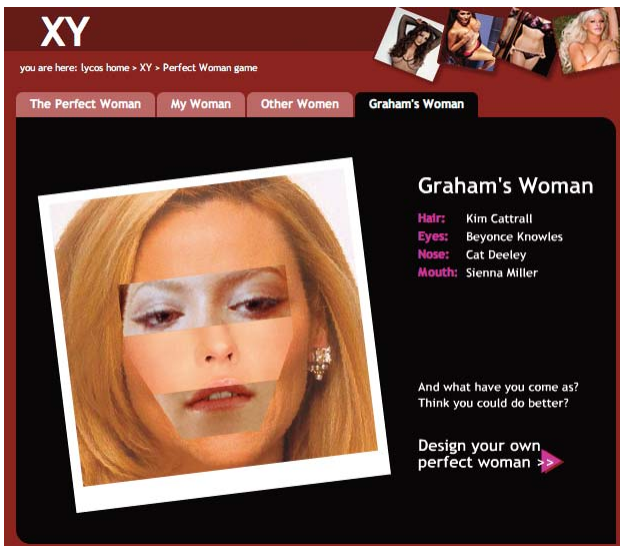 XY
you are here: lycos home > XY > Perfect Woman game
The Perfect Woman
My Woman
Other Women
Graham's Woman
Graham's Woman
Hair: Kim Cattrall
Eyes: Beyonce Knowles
Nose: Cat Deeley
Mouth: Sienna Miller
And what have you come as?
Think you could do better?
Design your own
perfect woman >>